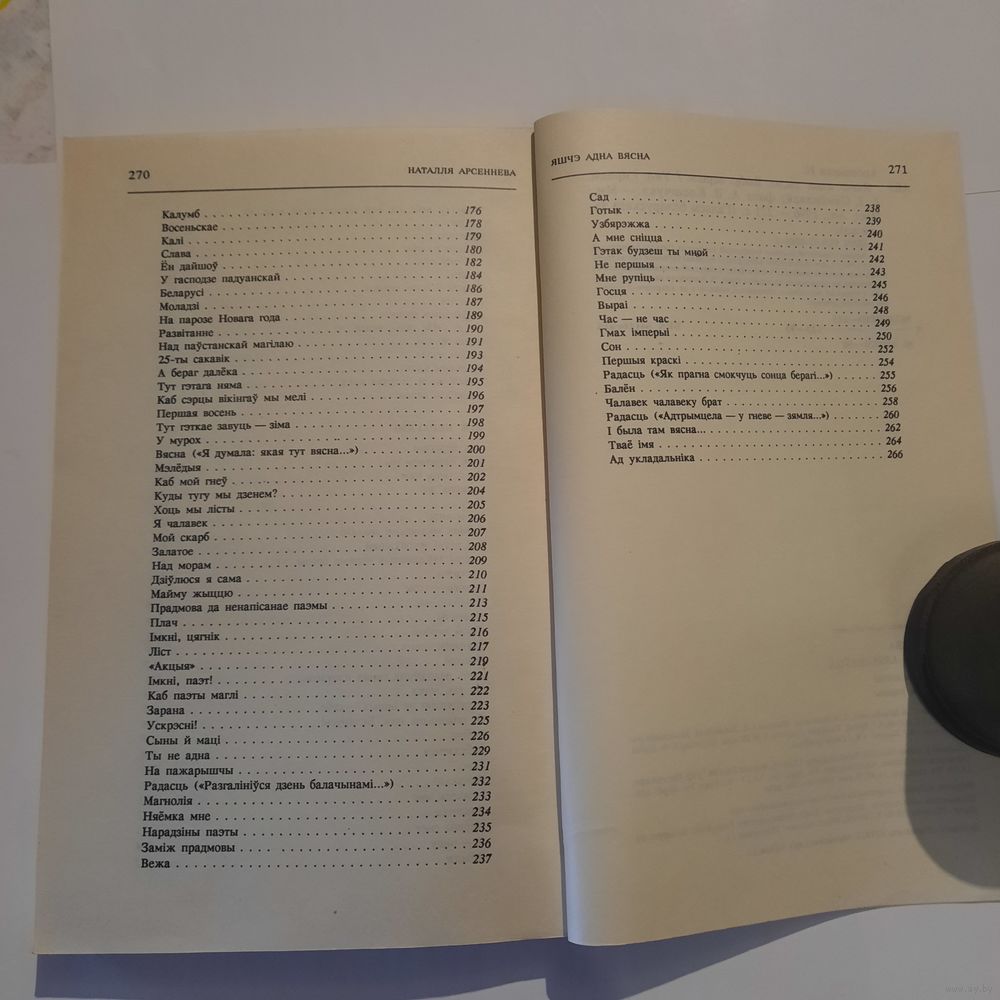 270 НАТАЛЛЯ АРСЕННЕВА
Калумб . . . . . . . . . . 176
Восеньскае . . . . . . . . . . 178
Калі . . . . . . . . . . 179
Слава . . . . . . . . . . 180
Ён дайшоў . . . . . . . . . . 182
У гасподзе падуанскай . . . . . . . . . . 184
Беларусі . . . . . . . . . . 186
Моладзі . . . . . . . . . . 187
На парозе Новага года . . . . . . . . . . 189
Развітанне . . . . . . . . . . 190
Над паўстанскай магілаю . . . . . . . . . . 191
25-ты сакавік . . . . . . . . . . 193
А бераг далёка . . . . . . . . . . 194
Тут гэтага няма . . . . . . . . . . 195
Каб сэрцы вікінгаў мы мелі . . . . . . . . . . 196
Першая восень . . . . . . . . . . 197
Тут гэткае завуць — зіма . . . . . . . . . . 198
У мурох . . . . . . . . . . 199
Вясна («Я думала: якая тут вясна...») . . . . . . . . . . 200
Мэлёдыя . . . . . . . . . . 201
Каб мой гнеў . . . . . . . . . . 202
Куды тугу мы дзенем? . . . . . . . . . . 204
Хоць мы лісты . . . . . . . . . . 205
Я чалавек . . . . . . . . . . 206
Мой скарб . . . . . . . . . . 207
Залатое . . . . . . . . . . 208
Над морам . . . . . . . . . . 209
Дзіўлюся я сама . . . . . . . . . . 210
Майму жыццю . . . . . . . . . . 211
Прадмова да ненапісанае паэмы . . . . . . . . . . 213
Плач . . . . . . . . . . 215
Імкні, цягнік . . . . . . . . . . 216
Ліст . . . . . . . . . . 217
«Акцыя» . . . . . . . . . . 219
Імкні, паэт! . . . . . . . . . . 221
Каб паэты маглі . . . . . . . . . . 222
Зарана . . . . . . . . . . 223
Ускрэсні! . . . . . . . . . . 225
Сыны й маці . . . . . . . . . . 226
Ты не адна . . . . . . . . . . 229
На пажарышчы . . . . . . . . . . 231
Радасць («Разгалініўся дзень балачынамі...») . . . . . . . . . . 232
Магнолія . . . . . . . . . . 233
Няёмка мне . . . . . . . . . . 234
Нарадзіны паэты . . . . . . . . . . 235
Заміж прадмовы . . . . . . . . . . 236
Вежа . . . . . . . . . . 237
ЯШЧЭ АДНА ВЯСНА 271
Сад . . . . . . . . . . 238
Готык . . . . . . . . . . 239
Узбярэжжа . . . . . . . . . . 240
А мне сніцца . . . . . . . . . . 241
Гэтак будзеш ты мной . . . . . . . . . . 242
Не першыя . . . . . . . . . . 243
Мне рупіць . . . . . . . . . . 245
Госця . . . . . . . . . . 246
Выраі . . . . . . . . . . 248
Час — не час . . . . . . . . . . 249
Гмах імперыі . . . . . . . . . . 250
Сон . . . . . . . . . . 252
Першыя краскі . . . . . . . . . . 254
Радасць («Як прагна смокчуць сонца берагі...») . . . . . . . 255
Балён . . . . . . . . . . 256
Чалавек чалавеку брат . . . . . . . . . . 258
Радасць («Адтрымцела — у гневе — зямля...») . . . . . . . 260
І была там вясна... . . . . . . . . . . 262
Тваё імя . . . . . . . . . . 264
Ад укладальніка . . . . . . . . . . 266
www.ay.by